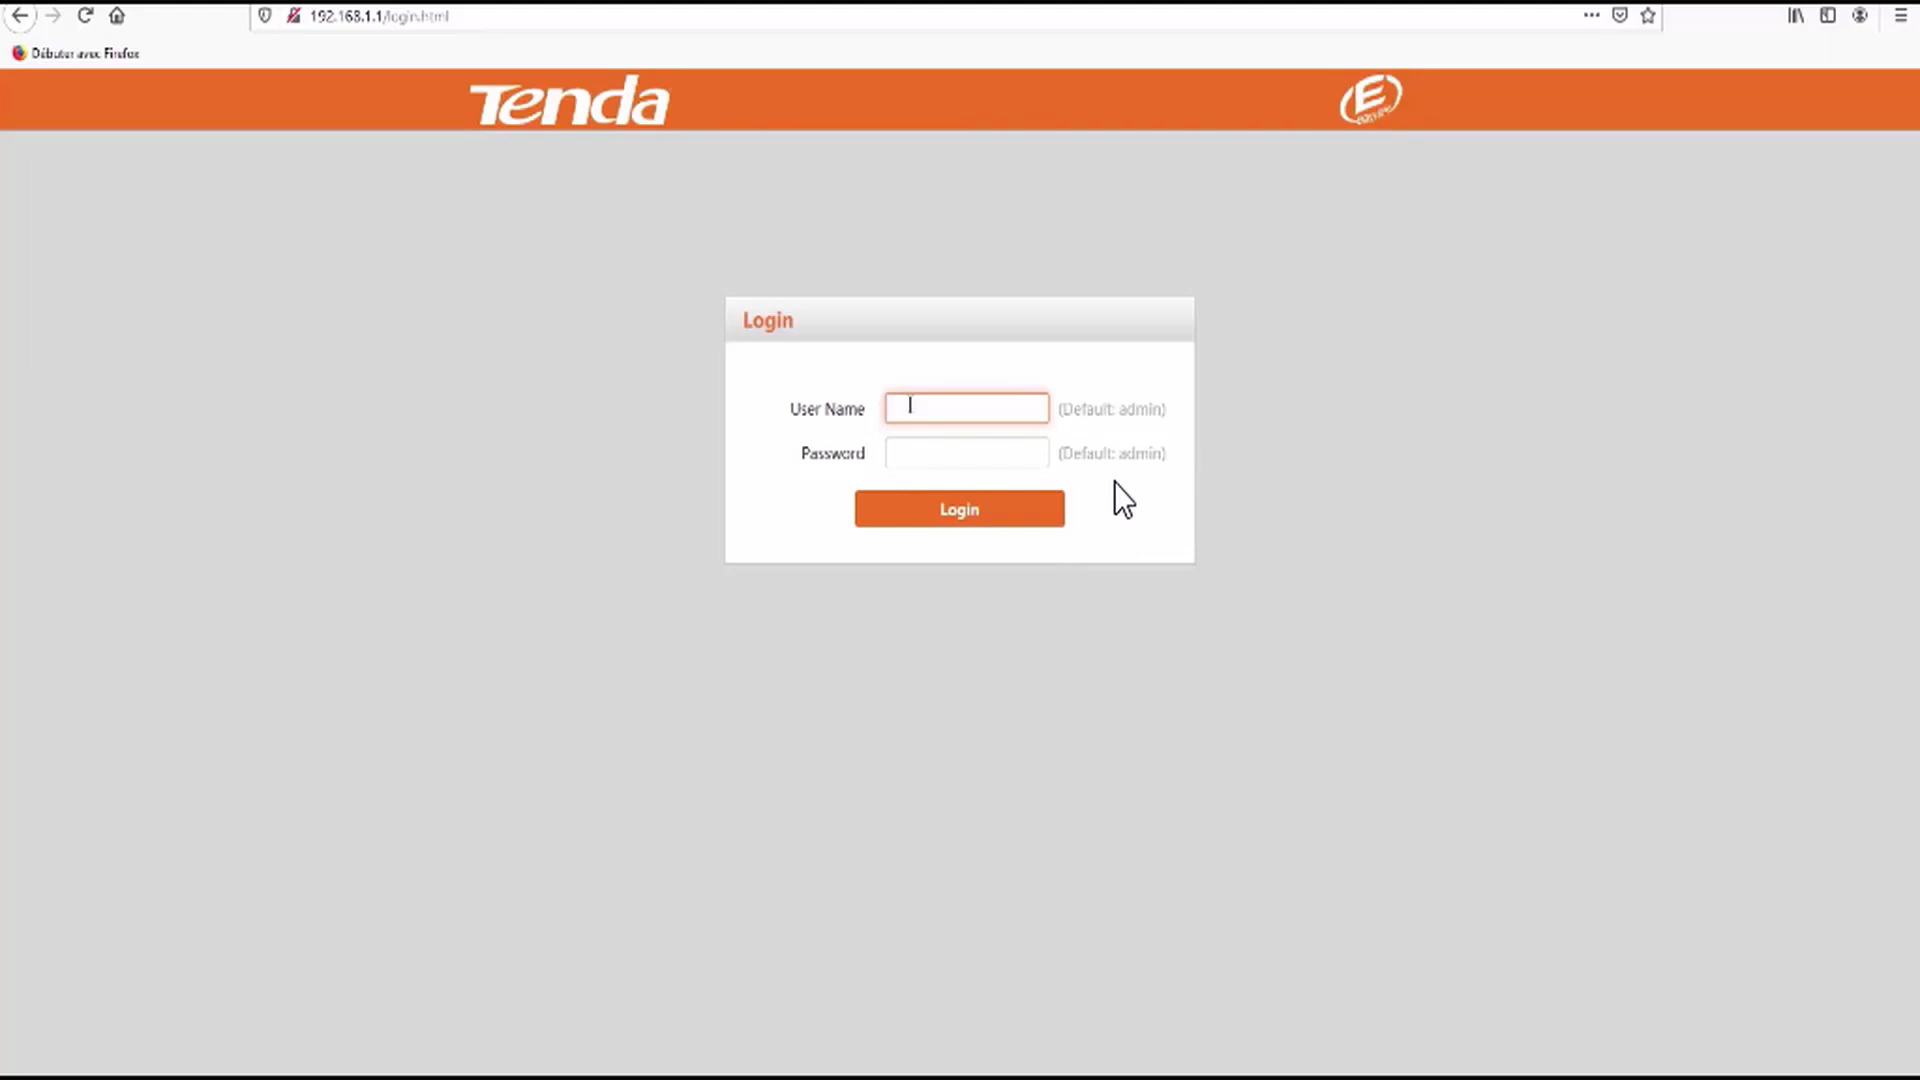 192.168.1.1/login.html
Débuter avec Firefox
Tenda
Login
User Name (Default: admin)
Password (Default: admin)
Login